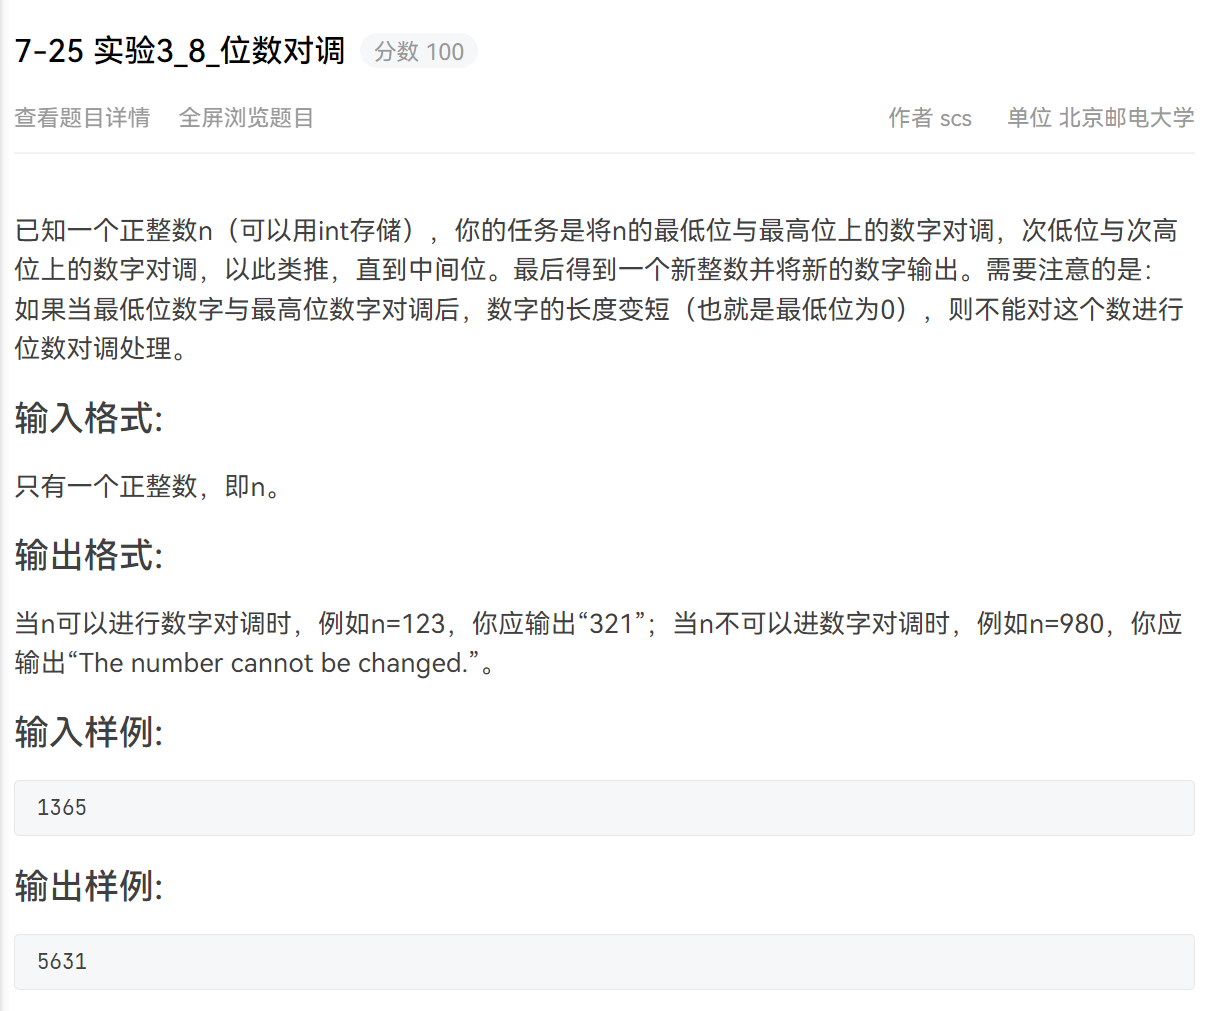 7-25 实验3_8_位数对调 分数 100
查看题目详情 全屏浏览题目 作者 scs 单位 北京邮电大学
已知一个正整数n（可以用int存储），你的任务是将n的最低位与最高位上的数字对调，次低位与次高
位上的数字对调，以此类推，直到中间位。最后得到一个新整数并将新的数字输出。需要注意的是：
如果当最低位数字与最高位数字对调后，数字的长度变短（也就是最低位为0），则不能对这个数进行
位数对调处理。
输入格式:
只有一个正整数，即n。
输出格式:
当n可以进行数字对调时，例如n=123，你应输出“321”；当n不可以进数字对调时，例如n=980，你应
输出“The number cannot be changed.”。
输入样例:
1365
输出样例:
5631